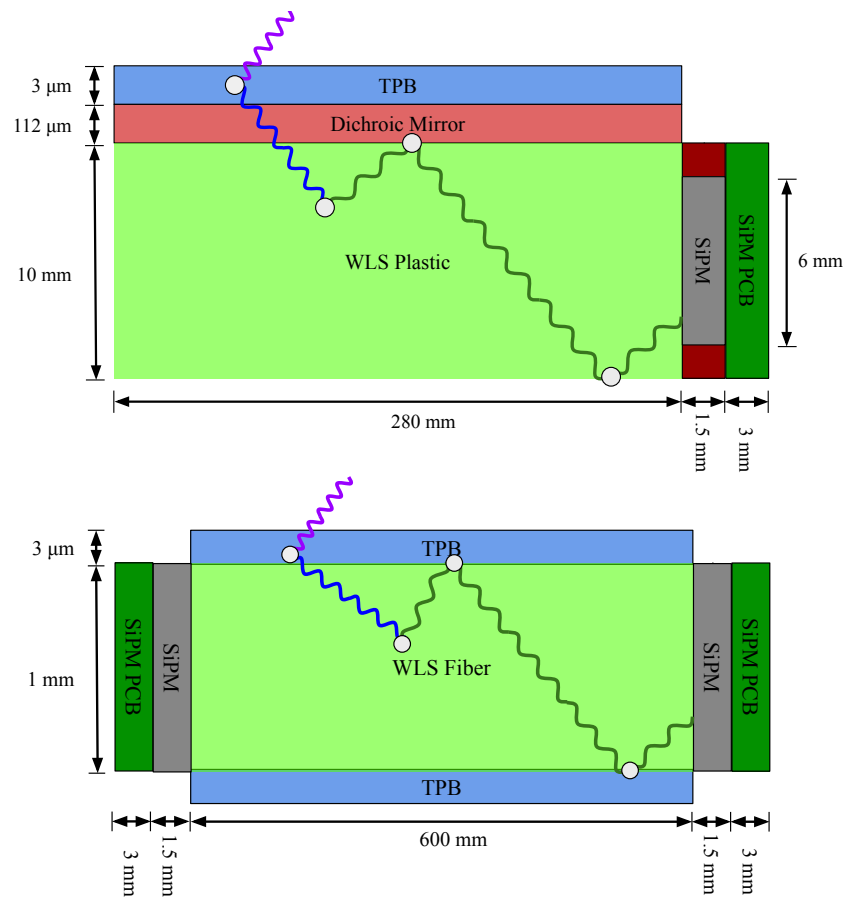 3 μm
TPB
112 μm
Dichroic Mirror
10 mm
WLS Plastic
SiPM
SiPM PCB
6 mm
280 mm
1.5 mm
3 mm
3 μm
TPB
SiPM PCB
SiPM
1 mm
WLS Fiber
SiPM
SiPM PCB
TPB
3 mm
1.5 mm
600 mm
1.5 mm
3 mm